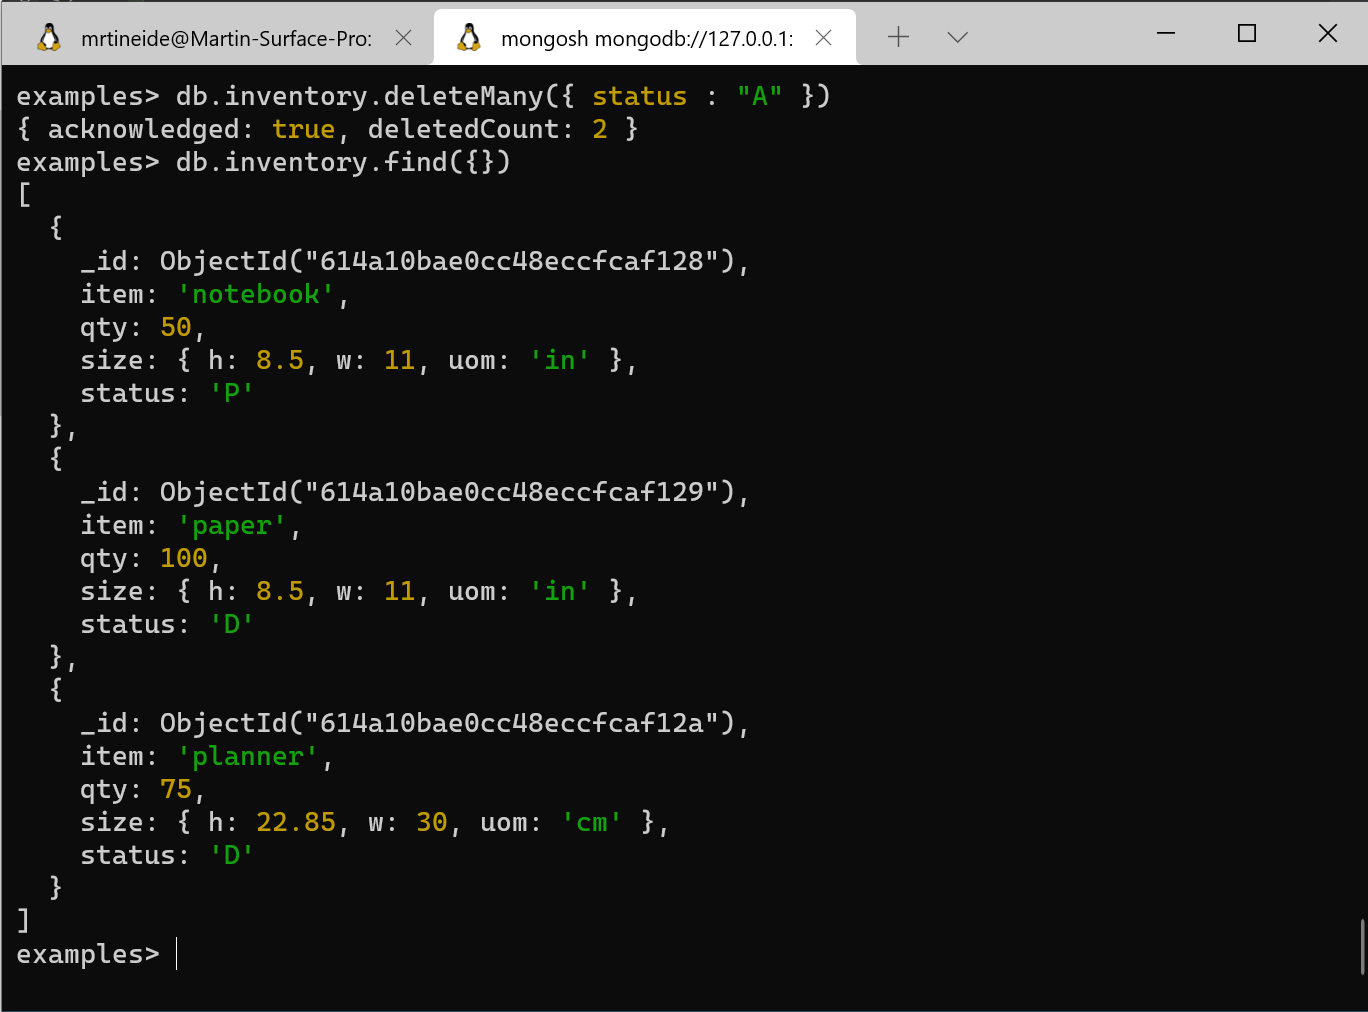 mrtineide@Martin-Surface-Pro: mongosh mongodb://127.0.0.1:
examples> db.inventory.deleteMany({ status : "A" })
{ acknowledged: true, deletedCount: 2 }
examples> db.inventory.find({})
[
  {
    _id: ObjectId("614a10bae0cc48eccfcaf128"),
    item: 'notebook',
    qty: 50,
    size: { h: 8.5, w: 11, uom: 'in' },
    status: 'P'
  },
  {
    _id: ObjectId("614a10bae0cc48eccfcaf129"),
    item: 'paper',
    qty: 100,
    size: { h: 8.5, w: 11, uom: 'in' },
    status: 'D'
  },
  {
    _id: ObjectId("614a10bae0cc48eccfcaf12a"),
    item: 'planner',
    qty: 75,
    size: { h: 22.85, w: 30, uom: 'cm' },
    status: 'D'
  }
]
examples>